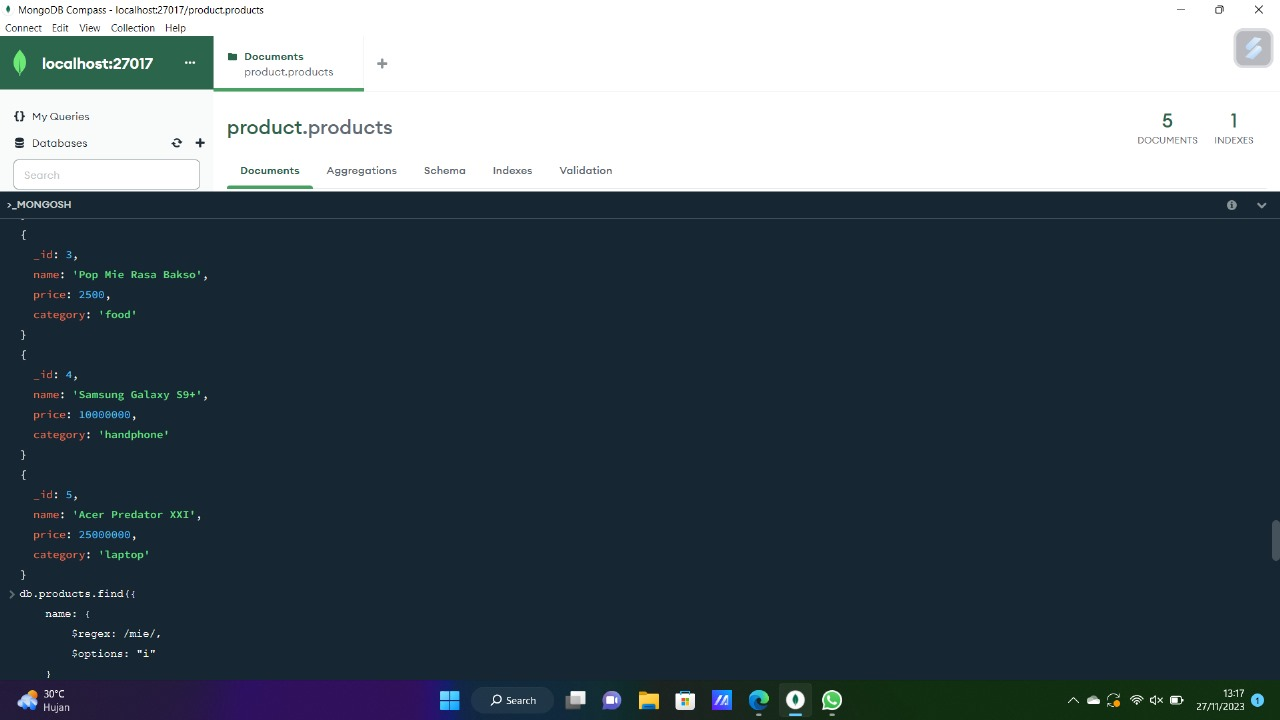 MongoDB Compass - localhost:27017/product.products
Connect Edit View Collection Help
localhost:27017 ...
Documents
product.products
+
{} My Queries
Databases
Search
product.products
5
DOCUMENTS
1
INDEXES
Documents Aggregations Schema Indexes Validation
>_MONGOSH
{
_id: 3,
name: 'Pop Mie Rasa Bakso',
price: 2500,
category: 'food'
}
{
_id: 4,
name: 'Samsung Galaxy S9+',
price: 10000000,
category: 'handphone'
}
{
_id: 5,
name: 'Acer Predator XXI',
price: 25000000,
category: 'laptop'
}
> db.products.find({
name: {
$regex: /mie/,
$options: "i"
}
30°C
Hujan
Search
13:17
27/11/2023
1